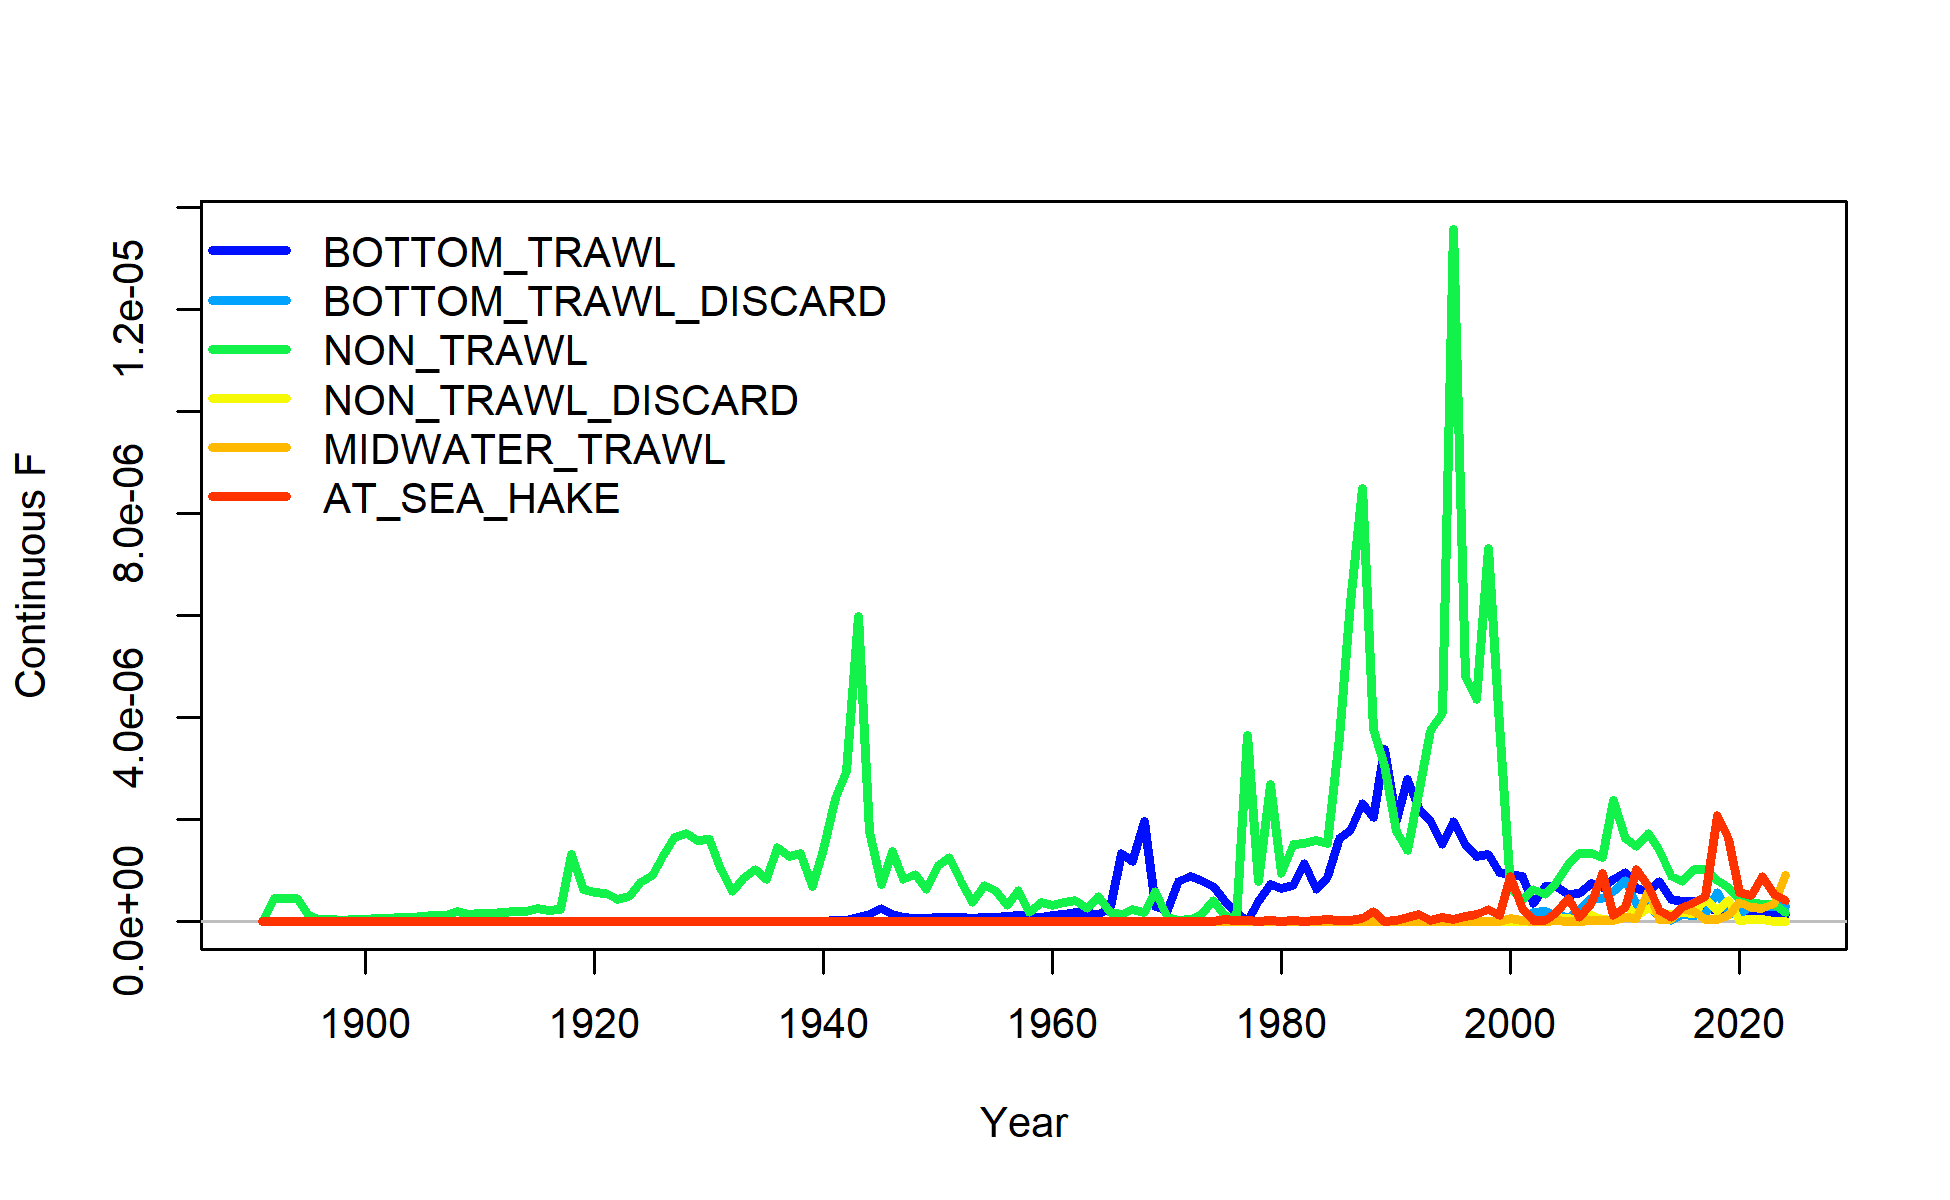 BOTTOM_TRAWL
BOTTOM_TRAWL_DISCARD
NON_TRAWL
NON_TRAWL_DISCARD
MIDWATER_TRAWL
AT_SEA_HAKE
Continuous F
1.2e-05
8.0e-06
4.0e-06
0.0e+00
1900 1920 1940 1960 1980 2000 2020
Year